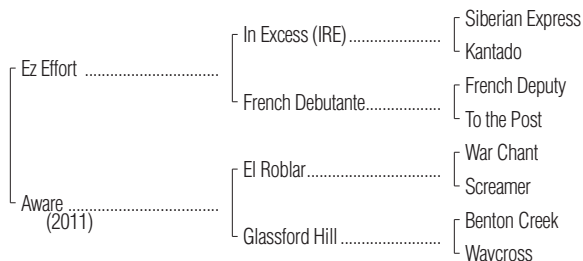 Siberian Express
In Excess (IRE)
Kantado
Ez Effort
French Deputy
French Debutante
To the Post
War Chant
El Roblar
Screamer
Aware
(2011)
Benton Creek
Glassford Hill
Waycross